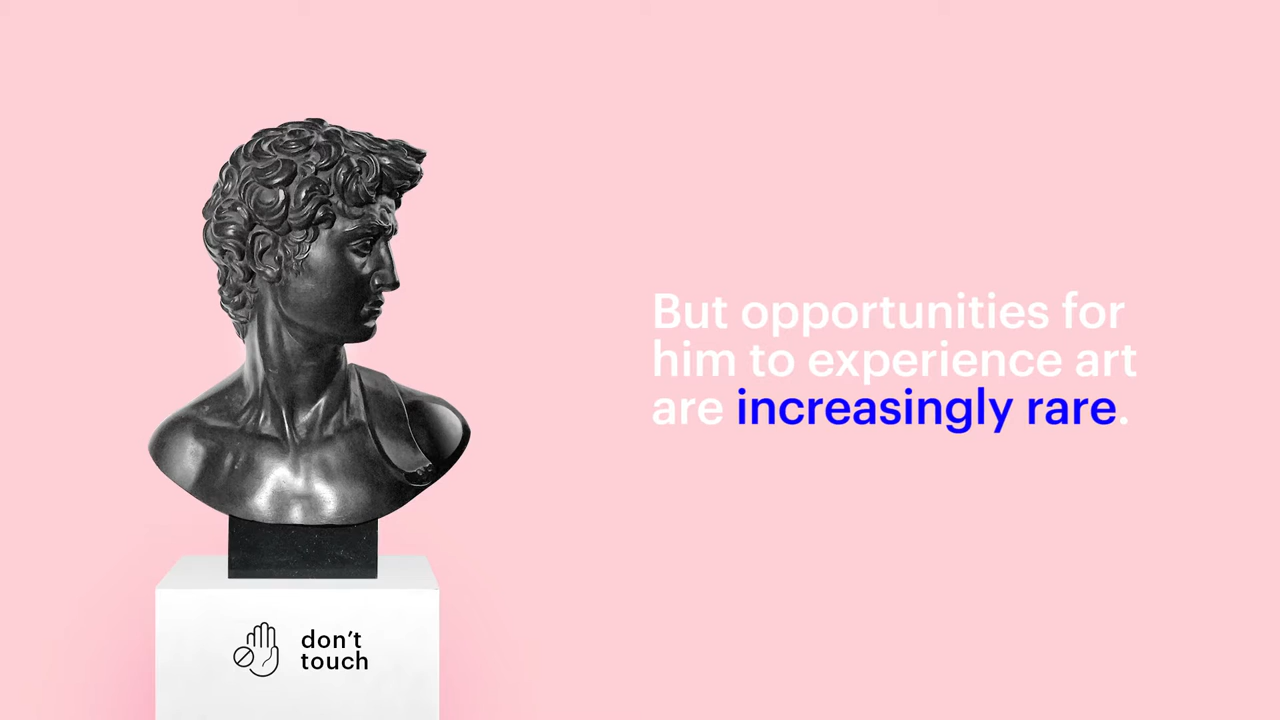 But opportunities for
him to experience art
are increasingly rare.
don’t
touch